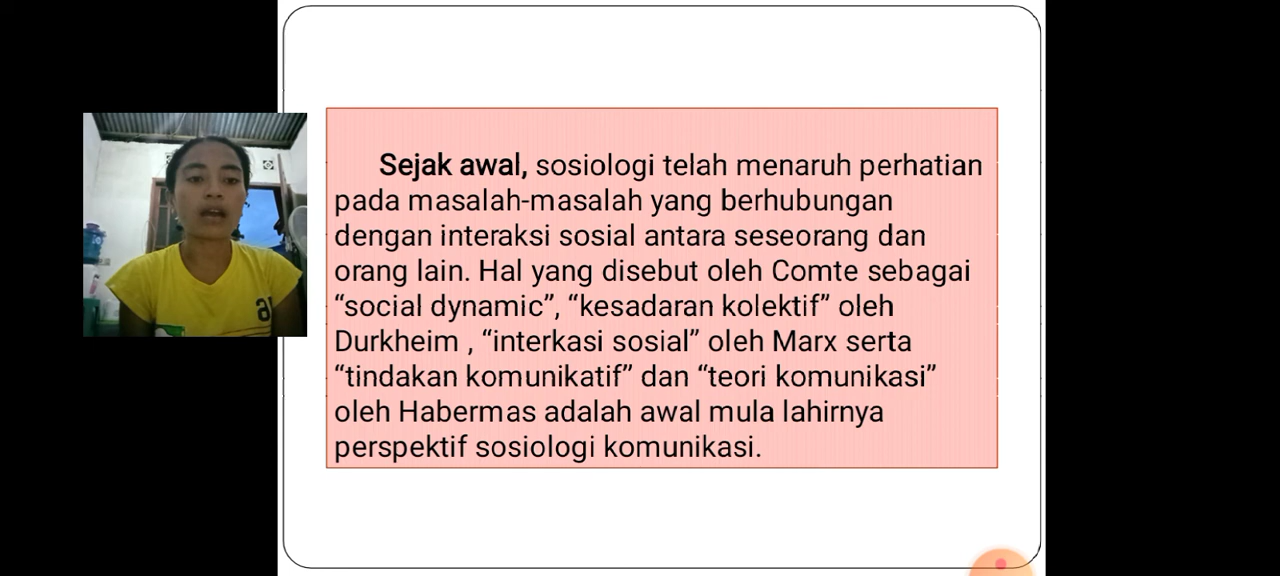 Sejak awal, sosiologi telah menaruh perhatian
pada masalah-masalah yang berhubungan
dengan interaksi sosial antara seseorang dan
orang lain. Hal yang disebut oleh Comte sebagai
“social dynamic”, “kesadaran kolektif” oleh
Durkheim , “interkasi sosial” oleh Marx serta
“tindakan komunikatif” dan “teori komunikasi”
oleh Habermas adalah awal mula lahirnya
perspektif sosiologi komunikasi.